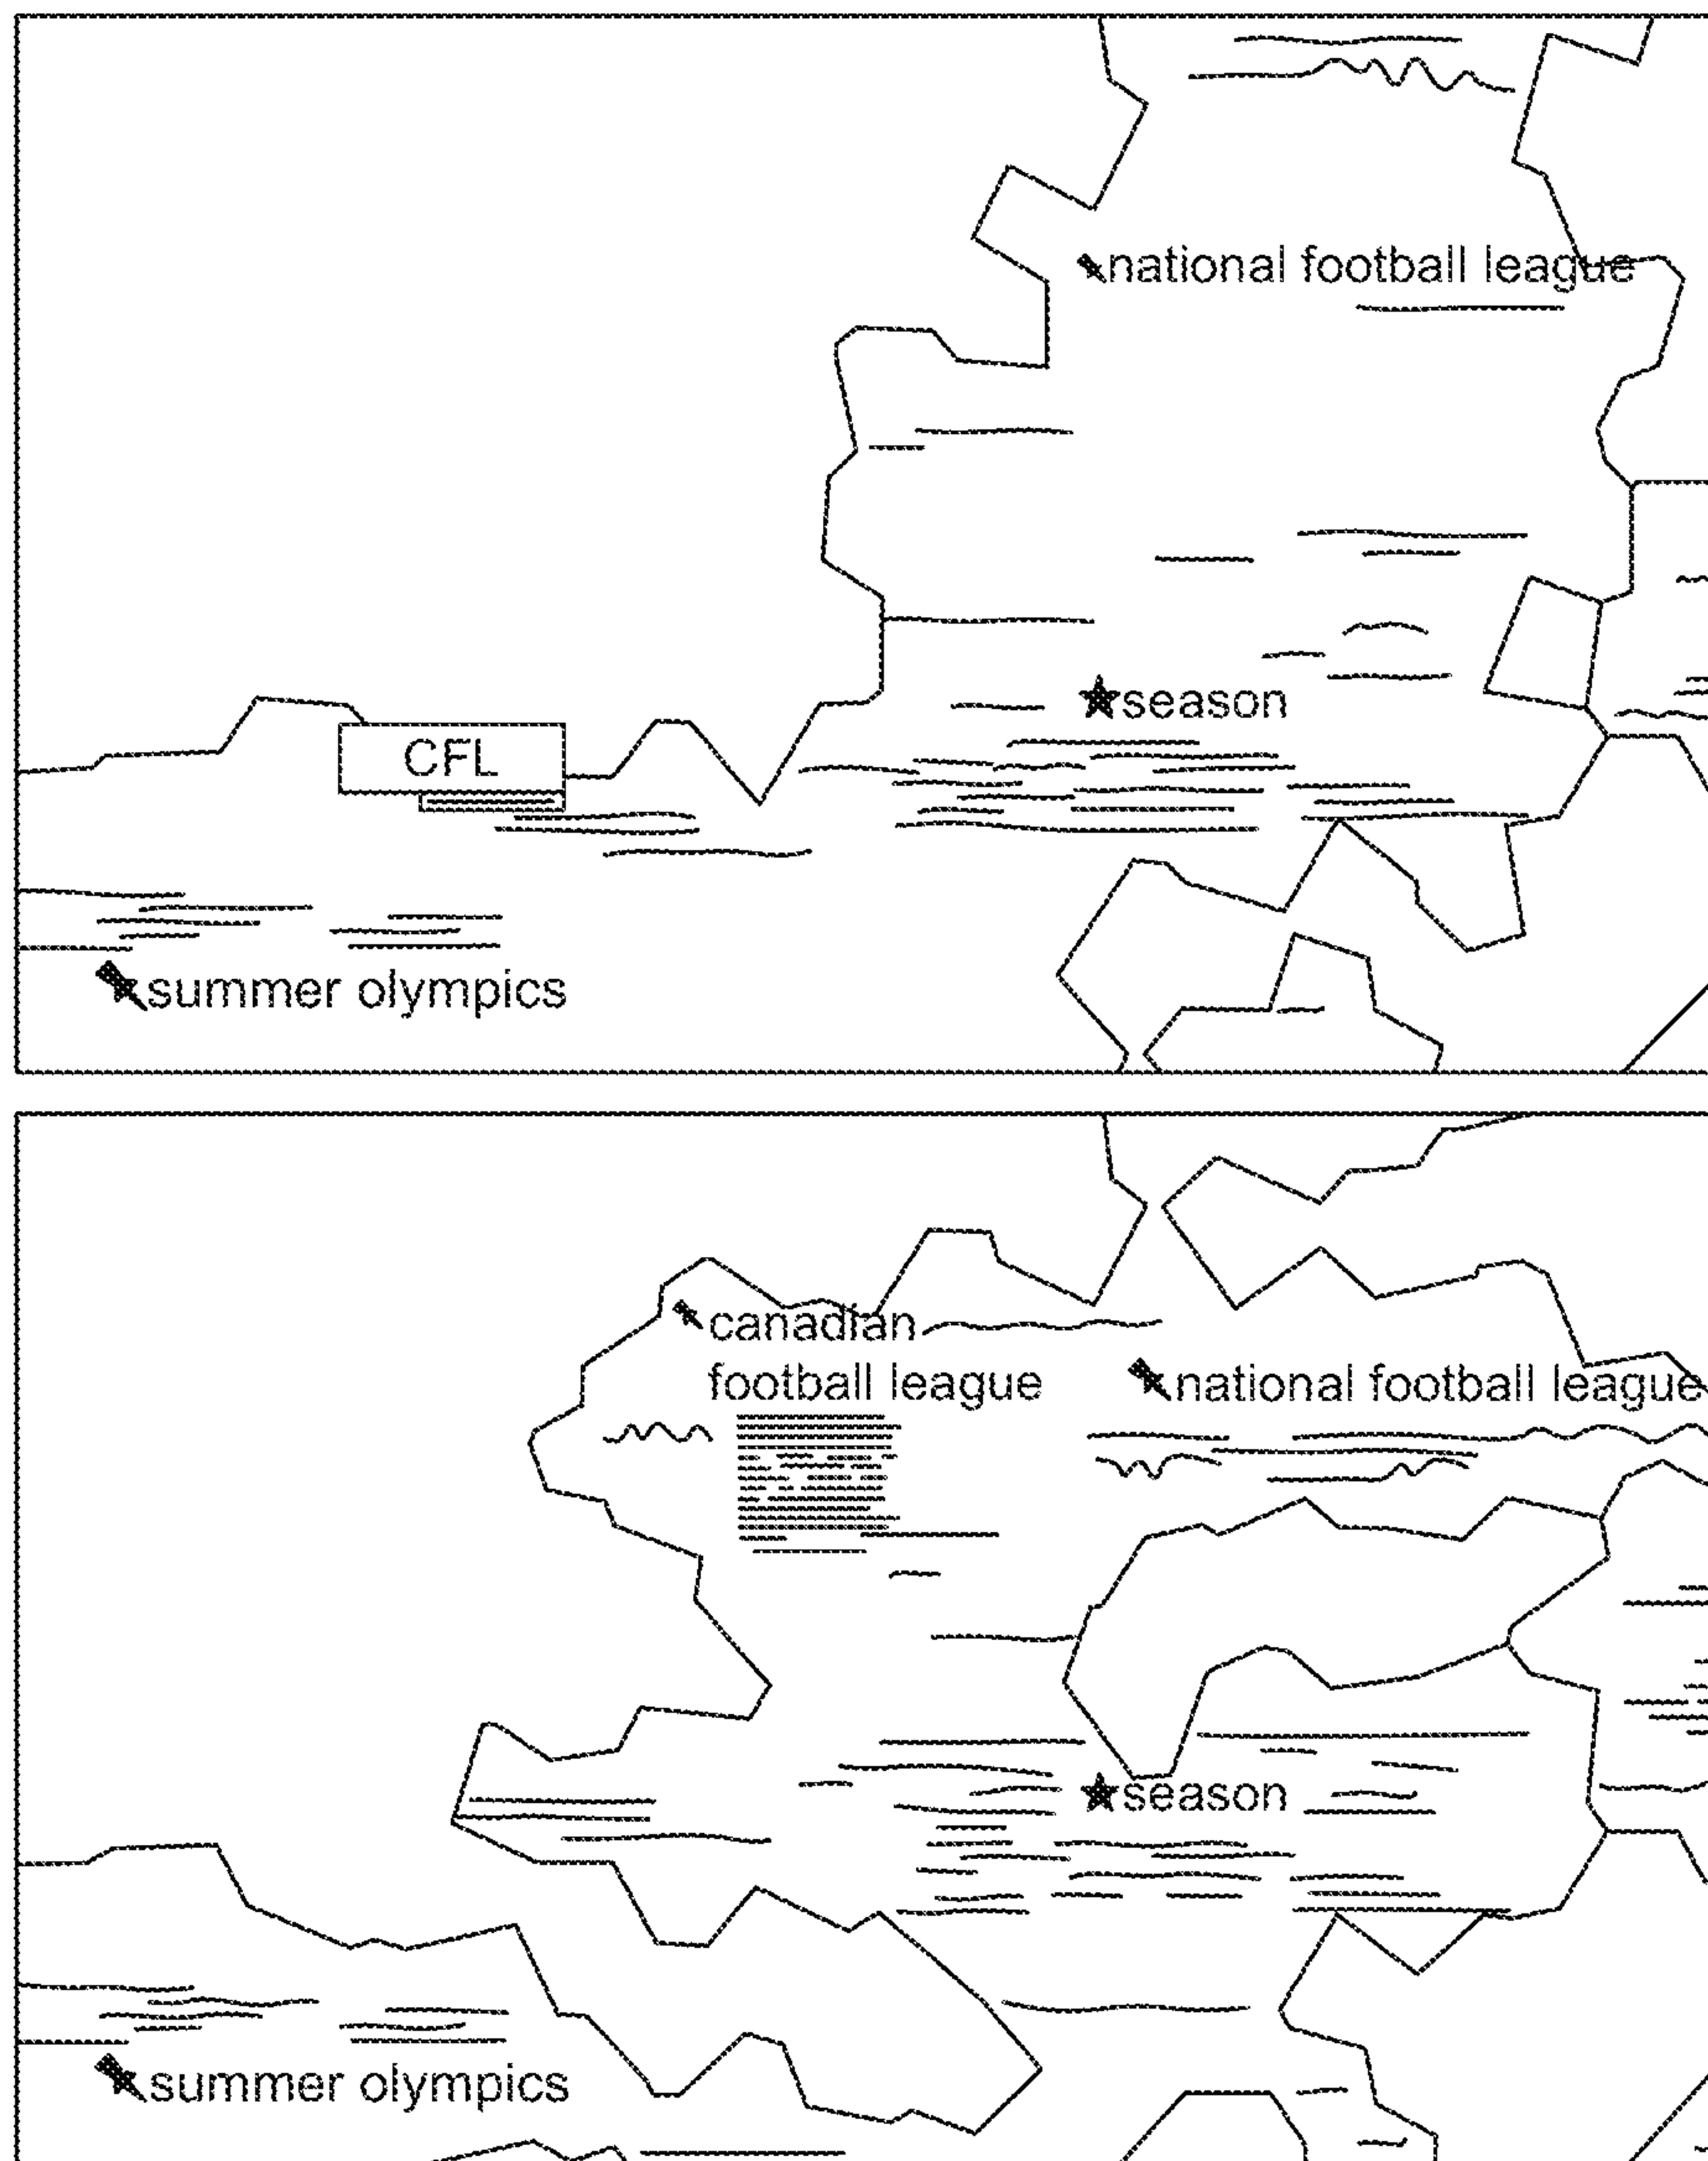 national football league
season
CFL
summer olympics
canadian
football league
national football league
season
summer olympics